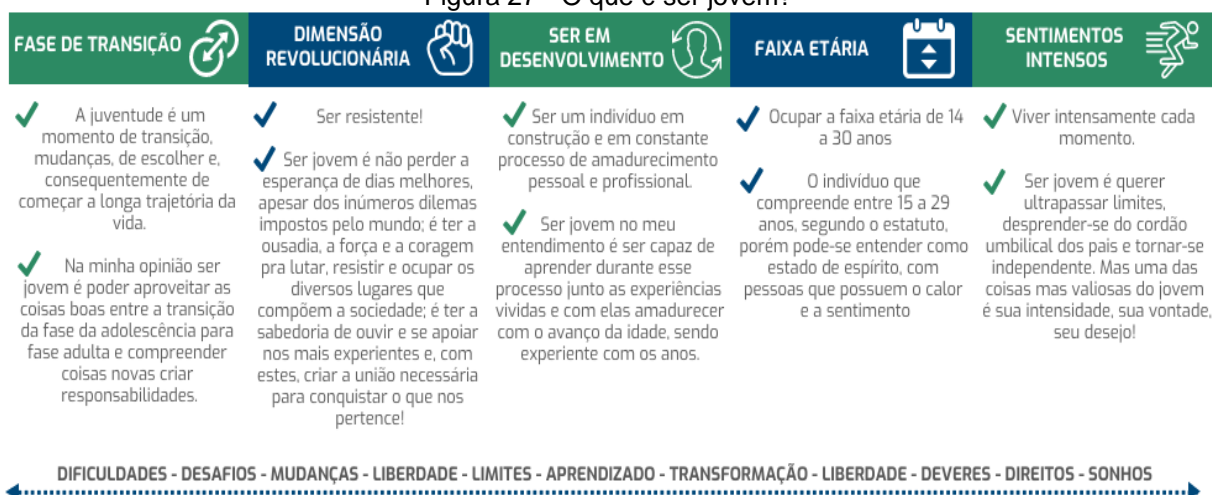 Figura 27 - O que é ser jovem?
FASE DE TRANSIÇÃO
A juventude é um
momento de transição,
mudanças, de escolher e,
consequentemente de
começar a longa trajetória da
vida.
Na minha opinião ser
jovem é poder aproveitar as
coisas boas entre a transição
da fase da adolescência para
fase adulta e compreender
coisas novas criar
responsabilidades.
DIMENSÃO
REVOLUCIONÁRIA
Ser resistente!
Ser jovem é não perder a
esperança de dias melhores,
apesar dos inúmeros dilemas
impostos pelo mundo; é ter a
ousadia, a força e a coragem
pra lutar, resistir e ocupar os
diversos lugares que
compõem a sociedade; é ter a
sabedoria de ouvir e se apoiar
nos mais experientes e, com
estes, criar a união necessária
para conquistar o que nos
pertence!
SER EM
DESENVOLVIMENTO
Ser um indivíduo em
construção e em constante
processo de amadurecimento
pessoal e profissional.
Ser jovem no meu
entendimento é ser capaz de
aprender durante esse
processo junto as experiências
vividas e com elas amadurecer
com o avanço da idade, sendo
experiente com os anos.
FAIXA ETÁRIA
Ocupar a faixa etária de 14
a 30 anos
O indivíduo que
compreende entre 15 a 29
anos, segundo o estatuto,
porém pode-se entender como
estado de espírito, com
pessoas que possuem o calor
e a sentimento
SENTIMENTOS
INTENSOS
Viver intensamente cada
momento.
Ser jovem é querer
ultrapassar limites,
desprender-se do cordão
umbilical dos pais e tornar-se
independente. Mas uma das
coisas mas valiosas do jovem
é sua intensidade, sua vontade,
seu desejo!
DIFICULDADES - DESAFIOS - MUDANÇAS - LIBERDADE - LIMITES - APRENDIZADO - TRANSFORMAÇÃO - LIBERDADE - DEVERES - DIREITOS - SONHOS